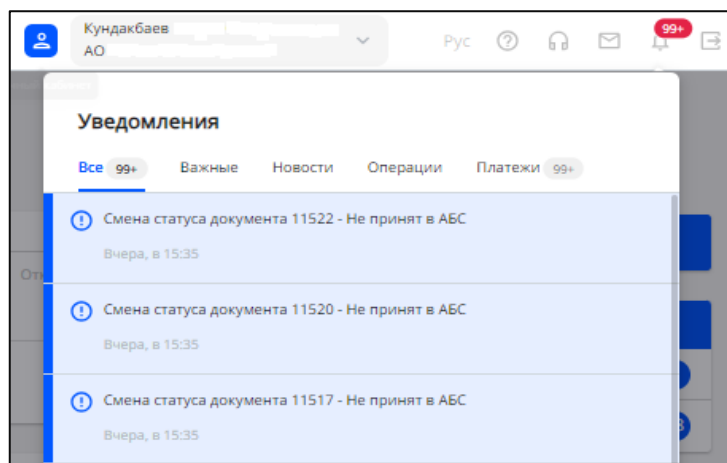 Кундакбаев
АО
Рус
99+
Уведомления
Все 99+ Важные Новости Операции Платежи 99+
Смена статуса документа 11522 - Не принят в АБС
Вчера, в 15:35
Смена статуса документа 11520 - Не принят в АБС
Вчера, в 15:35
Смена статуса документа 11517 - Не принят в АБС
Вчера, в 15:35